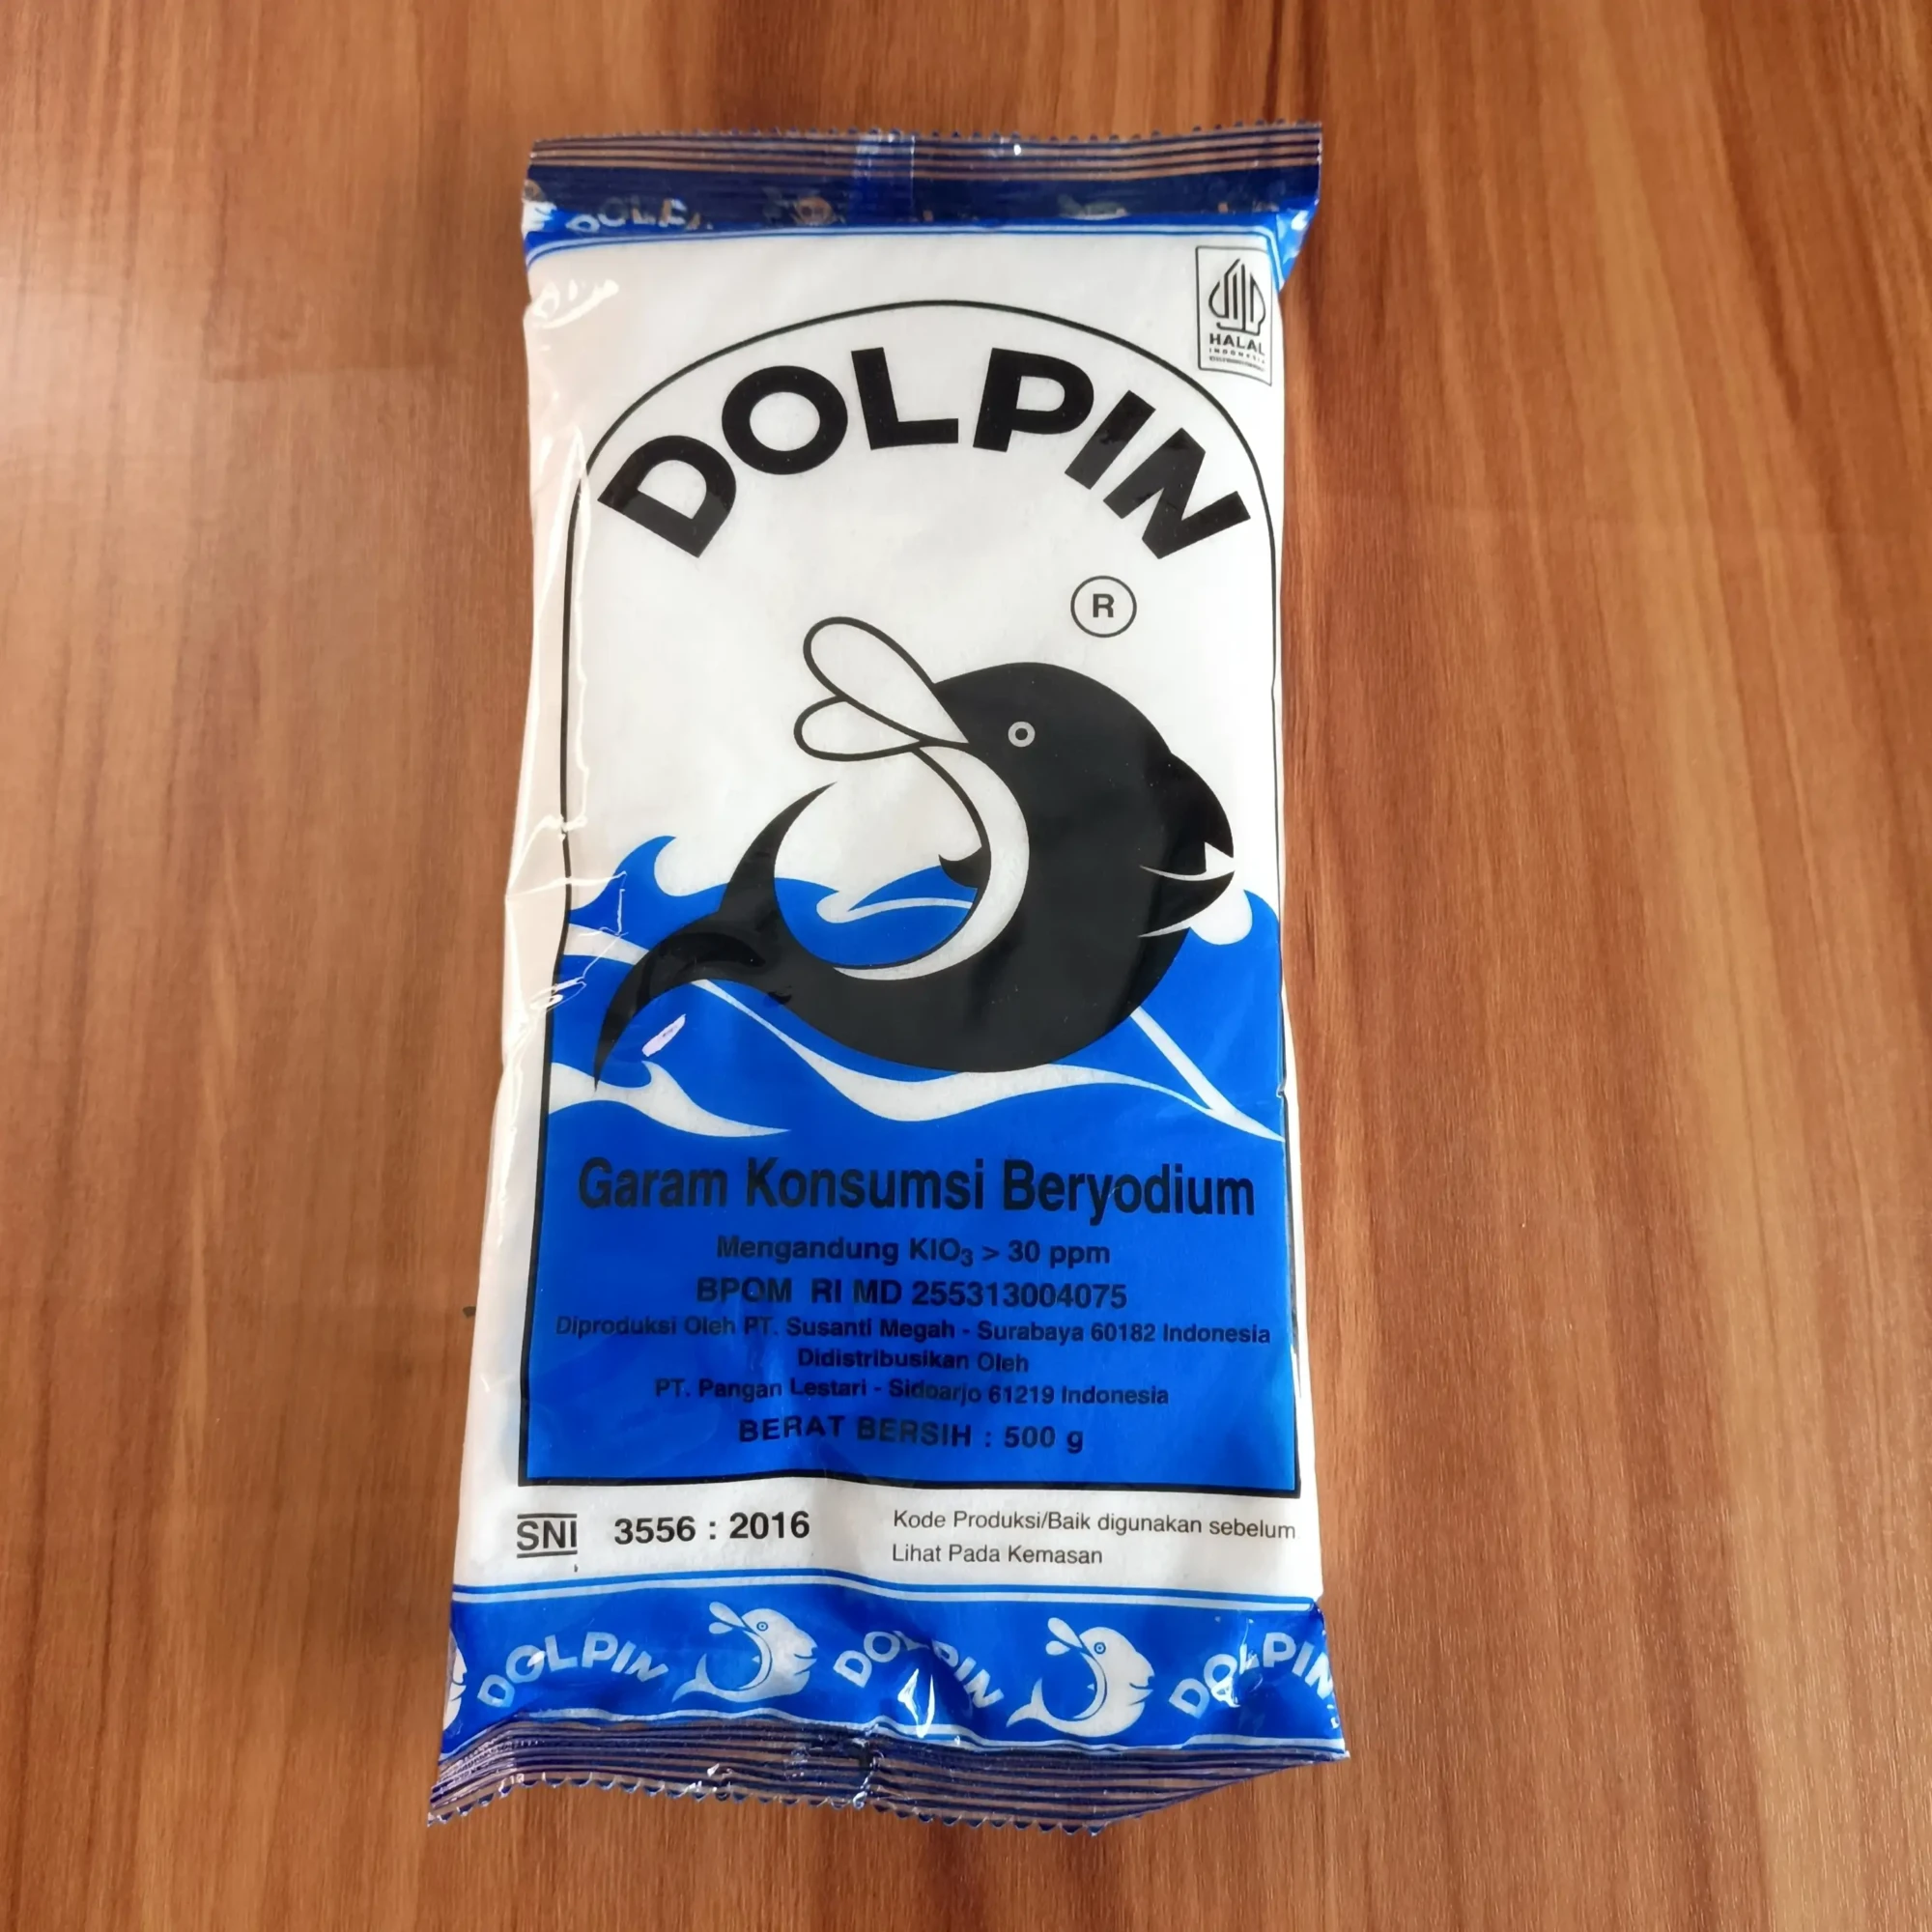 HALAL
INDONESIA
DOLPIN
R
Garam Konsumsi Beryodium
Mengandung KIO₃ > 30 ppm
BPOM RI MD 255313004075
Diproduksi Oleh PT. Susanti Megah - Surabaya 60182 Indonesia
Didistribusikan Oleh
PT. Pangan Lestari - Sidoarjo 61219 Indonesia
BERAT BERSIH : 500 g
SNI 3556 : 2016
Kode Produksi/Baik digunakan sebelum
Lihat Pada Kemasan
DOLPIN DOLPIN DOLPIN